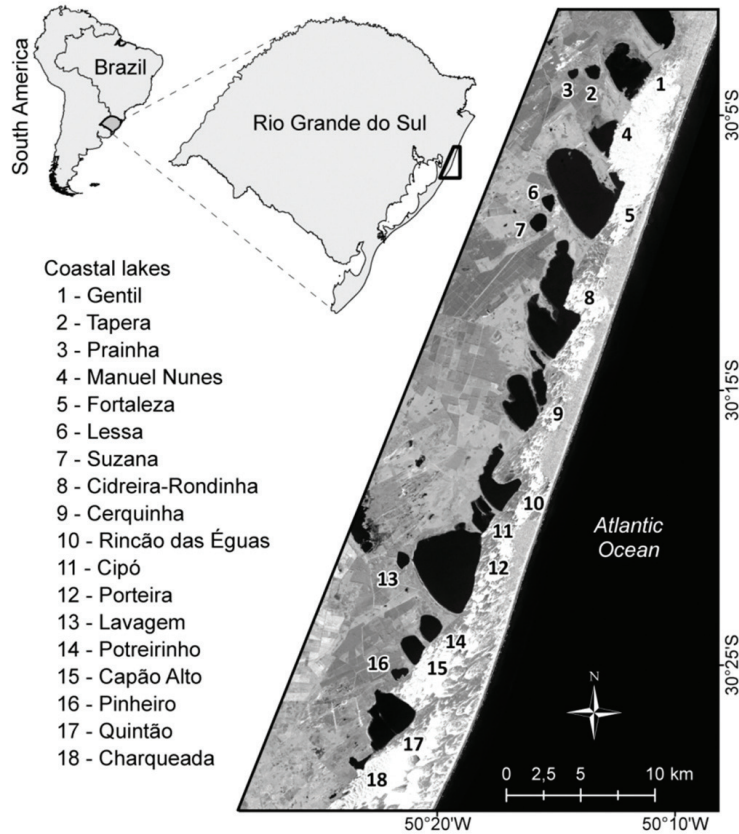 South America
Brazil
Rio Grande do Sul
Coastal lakes
1 - Gentil
2 - Tapera
3 - Prainha
4 - Manuel Nunes
5 - Fortaleza
6 - Lessa
7 - Suzana
8 - Cidreira-Rondinha
9 - Cerquinha
10 - Rincão das Éguas
11 - Cipó
12 - Porteira
13 - Lavagem
14 - Potreirinho
15 - Capão Alto
16 - Pinheiro
17 - Quintão
18 - Charqueada
1
2
3
4
5
6
7
8
9
10
11
12
13
14
15
16
17
18
Atlantic
Ocean
N
0 2,5 5 10 km
30°5'S
30°15'S
30°25'S
50°20'W
50°10'W